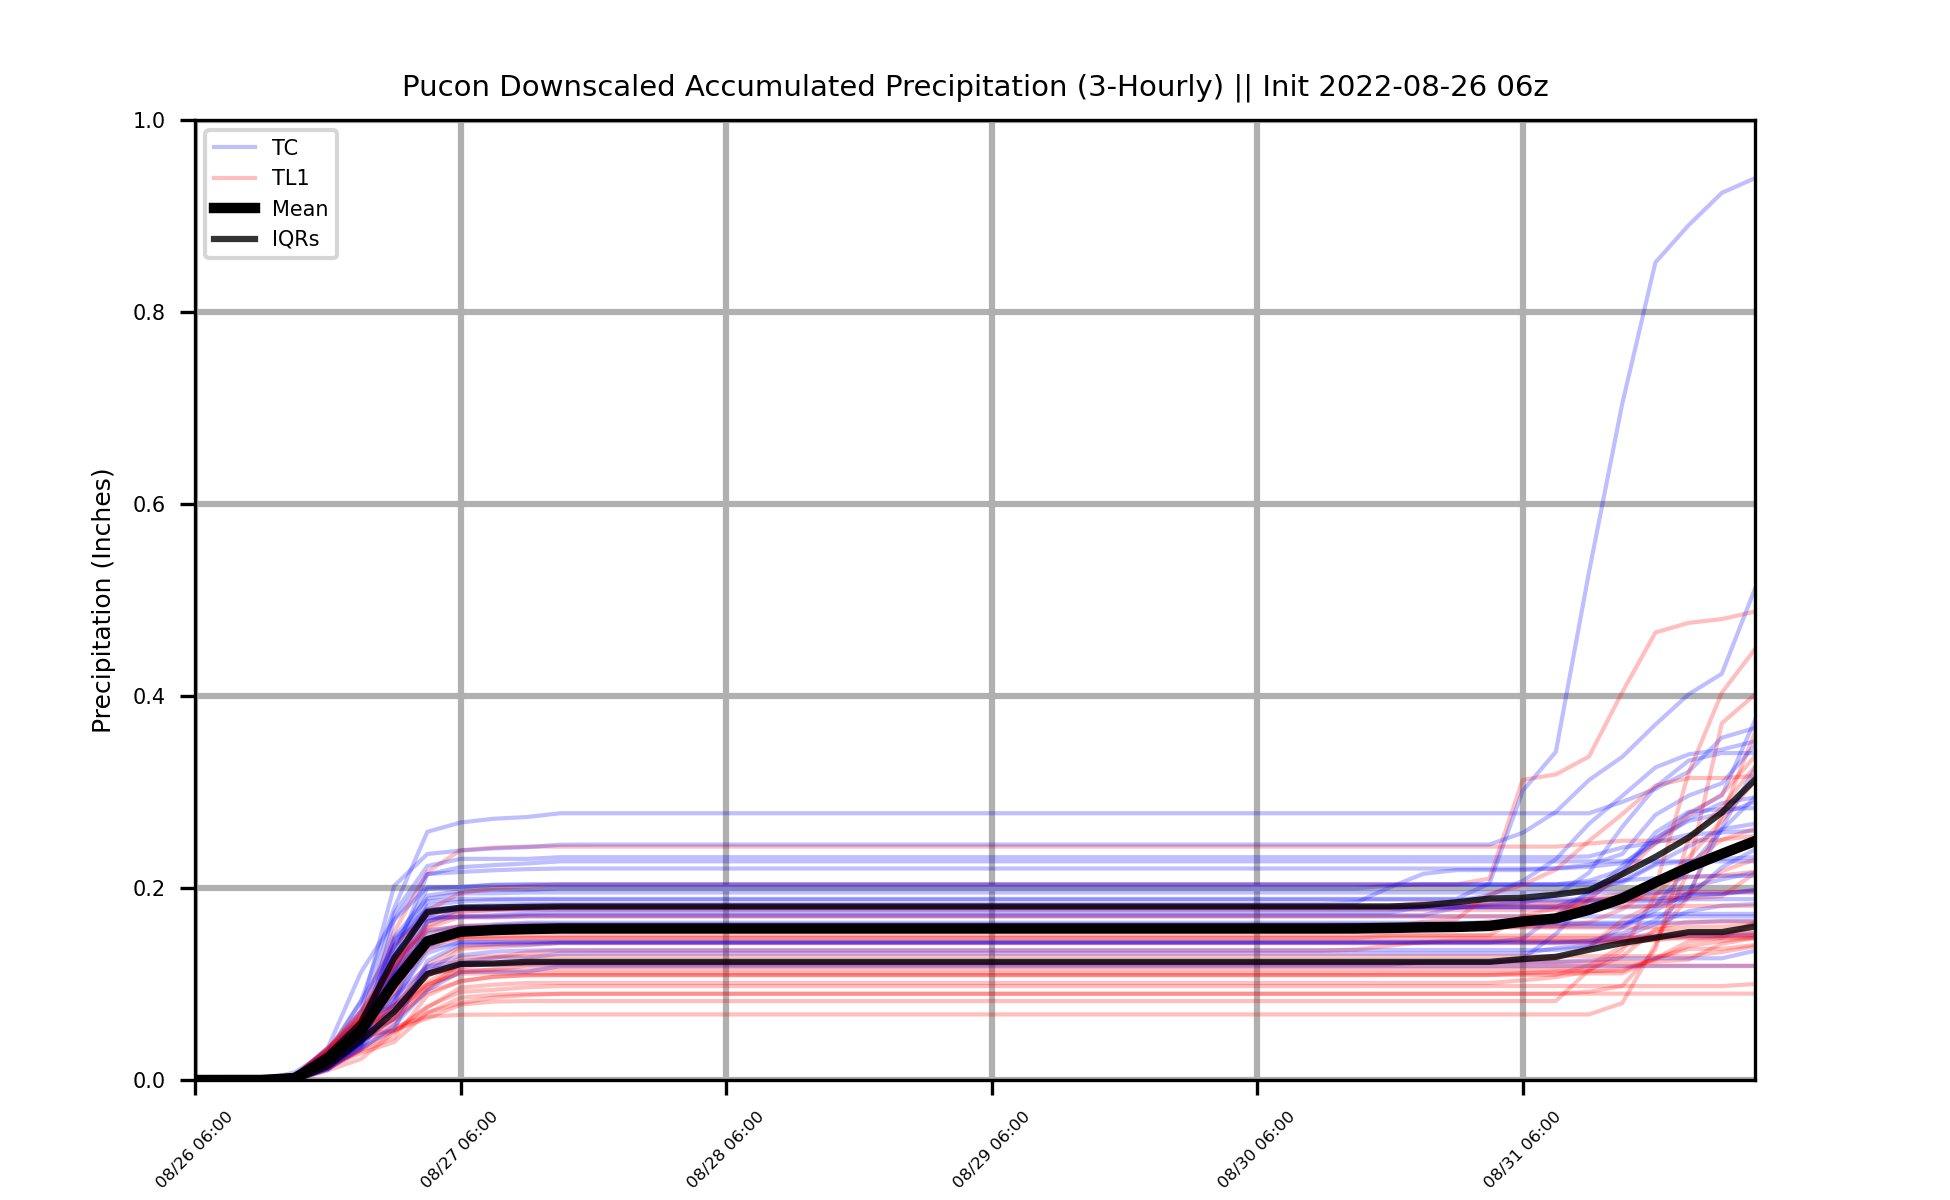 Pucon Downscaled Accumulated Precipitation (3-Hourly) || Init 2022-08-26 06z
1.0
0.8
0.6
0.4
0.2
0.0
Precipitation (Inches)
TC
TL1
Mean
IQRs
08/26 06:00
08/27 06:00
08/28 06:00
08/29 06:00
08/30 06:00
08/31 06:00